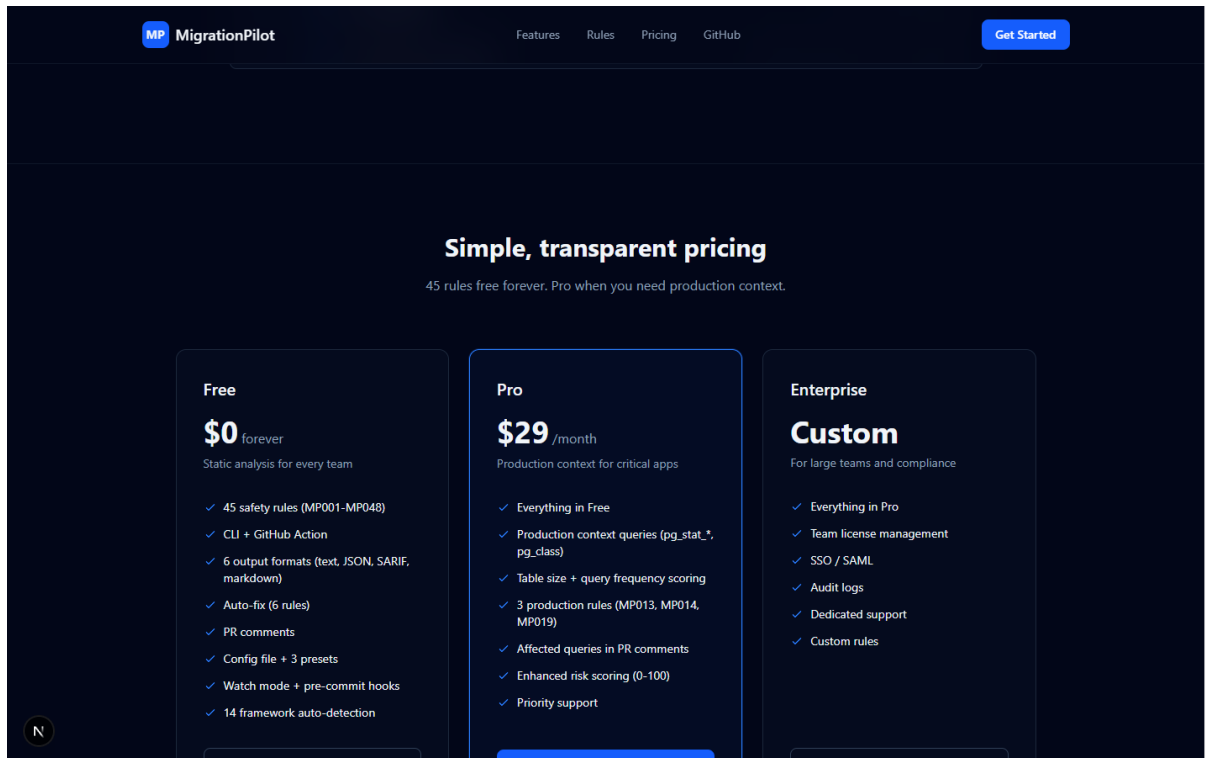 MP MigrationPilot
Features Rules Pricing GitHub
Get Started
Simple, transparent pricing
45 rules free forever. Pro when you need production context.
Free
$0 forever
Static analysis for every team
45 safety rules (MP001-MP048)
CLI + GitHub Action
6 output formats (text, JSON, SARIF,
markdown)
Auto-fix (6 rules)
PR comments
Config file + 3 presets
Watch mode + pre-commit hooks
14 framework auto-detection
Pro
$29 /month
Production context for critical apps
Everything in Free
Production context queries (pg_stat_*,
pg_class)
Table size + query frequency scoring
3 production rules (MP013, MP014,
MP019)
Affected queries in PR comments
Enhanced risk scoring (0-100)
Priority support
Enterprise
Custom
For large teams and compliance
Everything in Pro
Team license management
SSO / SAML
Audit logs
Dedicated support
Custom rules
N